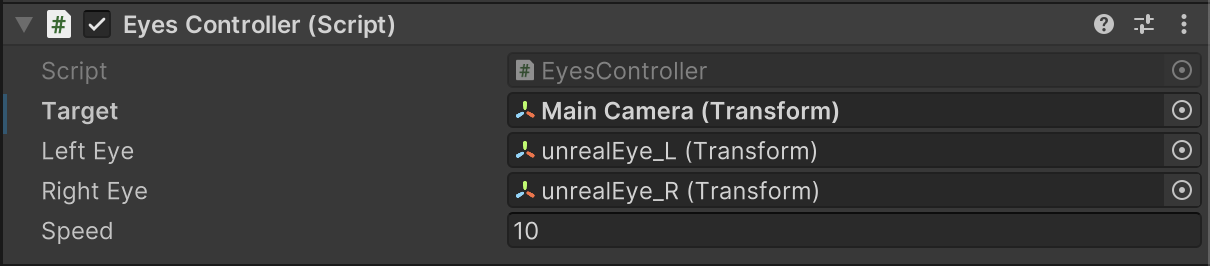 Eyes Controller (Script)
Script EyesController
Target Main Camera (Transform)
Left Eye unrealEye_L (Transform)
Right Eye unrealEye_R (Transform)
Speed 10